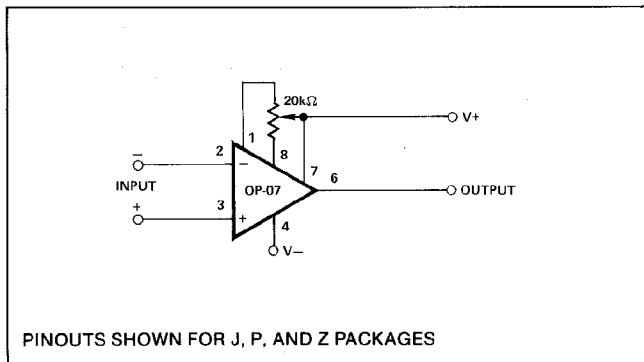 20kΩ
V+
1
8
7
2
−
−
6
OP-07
OUTPUT
INPUT
+
3
+
4
V−
PINOUTS SHOWN FOR J, P, AND Z PACKAGES